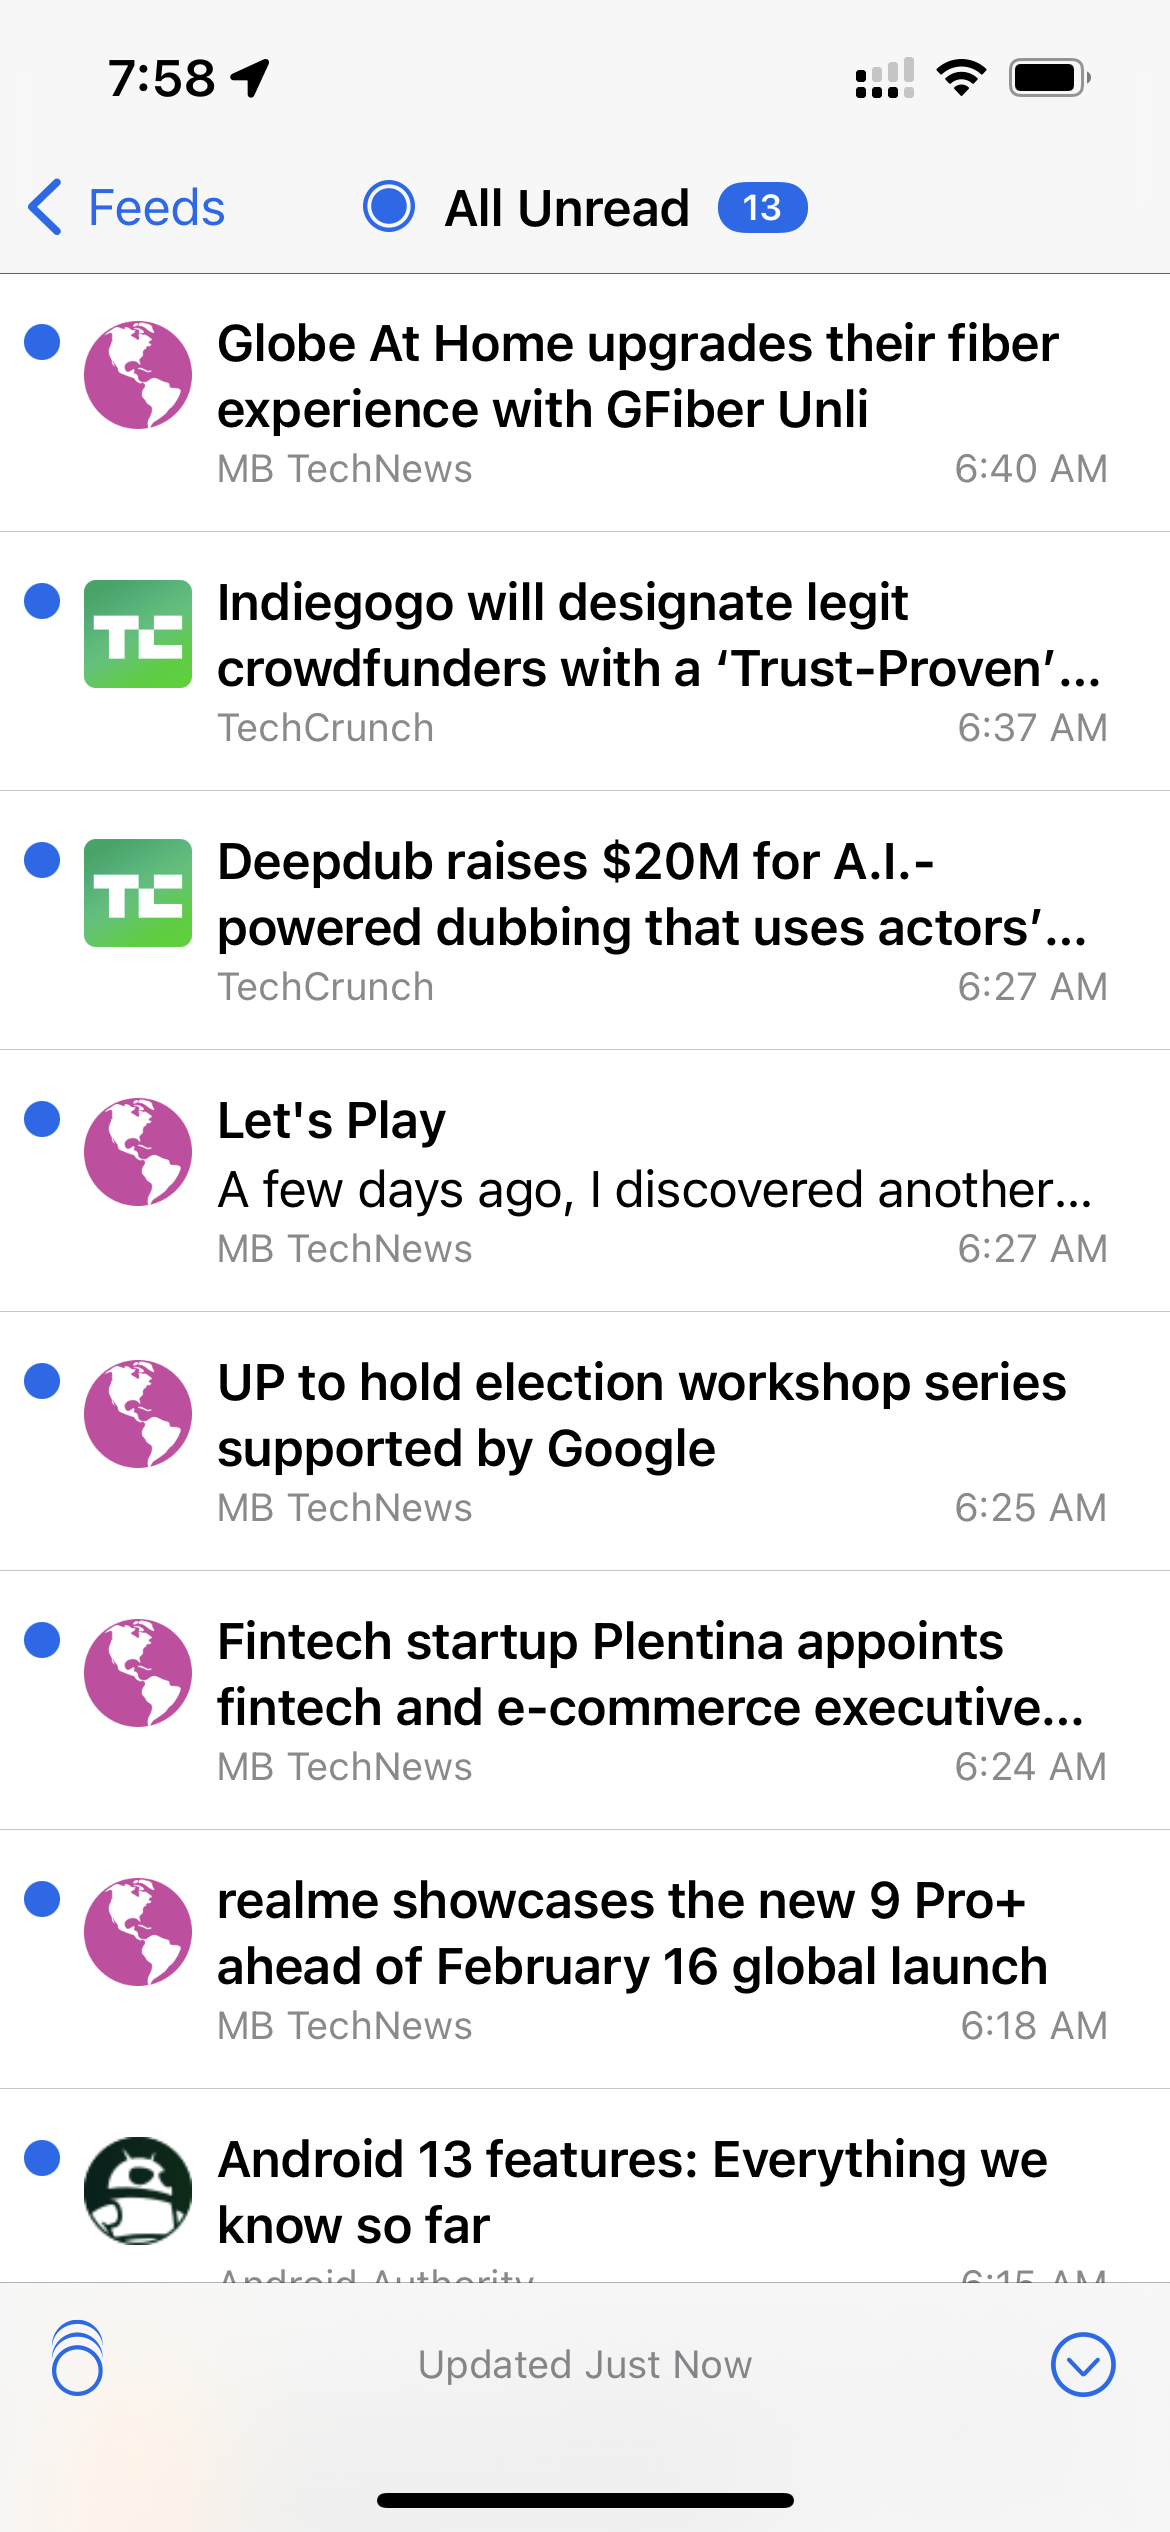 7:58
Feeds
All Unread 13
Globe At Home upgrades their fiber
experience with GFiber Unli
MB TechNews 6:40 AM
TC
Indiegogo will designate legit
crowdfunders with a ‘Trust-Proven’...
TechCrunch 6:37 AM
TC
Deepdub raises $20M for A.I.-
powered dubbing that uses actors’...
TechCrunch 6:27 AM
Let's Play
A few days ago, I discovered another...
MB TechNews 6:27 AM
UP to hold election workshop series
supported by Google
MB TechNews 6:25 AM
Fintech startup Plentina appoints
fintech and e-commerce executive...
MB TechNews 6:24 AM
realme showcases the new 9 Pro+
ahead of February 16 global launch
MB TechNews 6:18 AM
Android 13 features: Everything we
know so far
Android Authority 6:15 AM
Updated Just Now